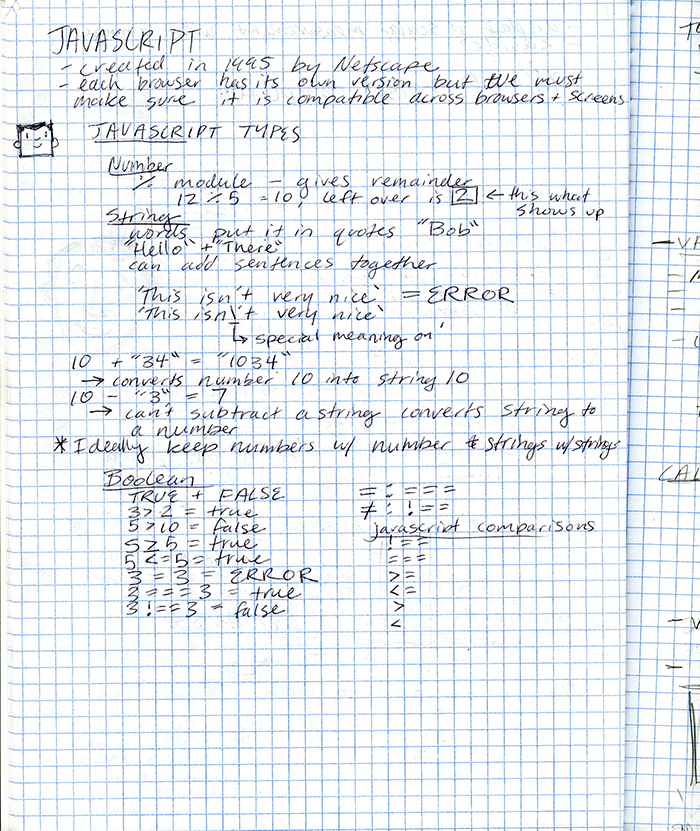 JAVASCRIPT
- created in 1995 by Netscape
- each browser has its own version but we must
make sure it is compatible across browsers + screens
JAVASCRIPT TYPES
Number
% module - gives remainder
12 % 5 = 10, left over is 2 ← this what
shows up
String
words, put it in quotes "Bob"
"Hello" + "There"
can add sentences together
'This isn't very nice' = ERROR
'This isn\'t very nice'
↳ special meaning on '
10 + "34" = "1034"
→ converts number 10 into string 10
10 - "3" = 7
→ can't subtract a string converts string to
a number
* Ideally keep numbers w/ number & strings w/strings
Boolean
TRUE + FALSE
3 > 2 = true
5 > 10 = false
5 ≥ 5 = true
5 <= 5 = true
3 = 3 = ERROR
3 === 3 = true
3 !== 3 = false
= : ===
≠ : !==
javascript comparisons
!==
===
>=
<=
>
<